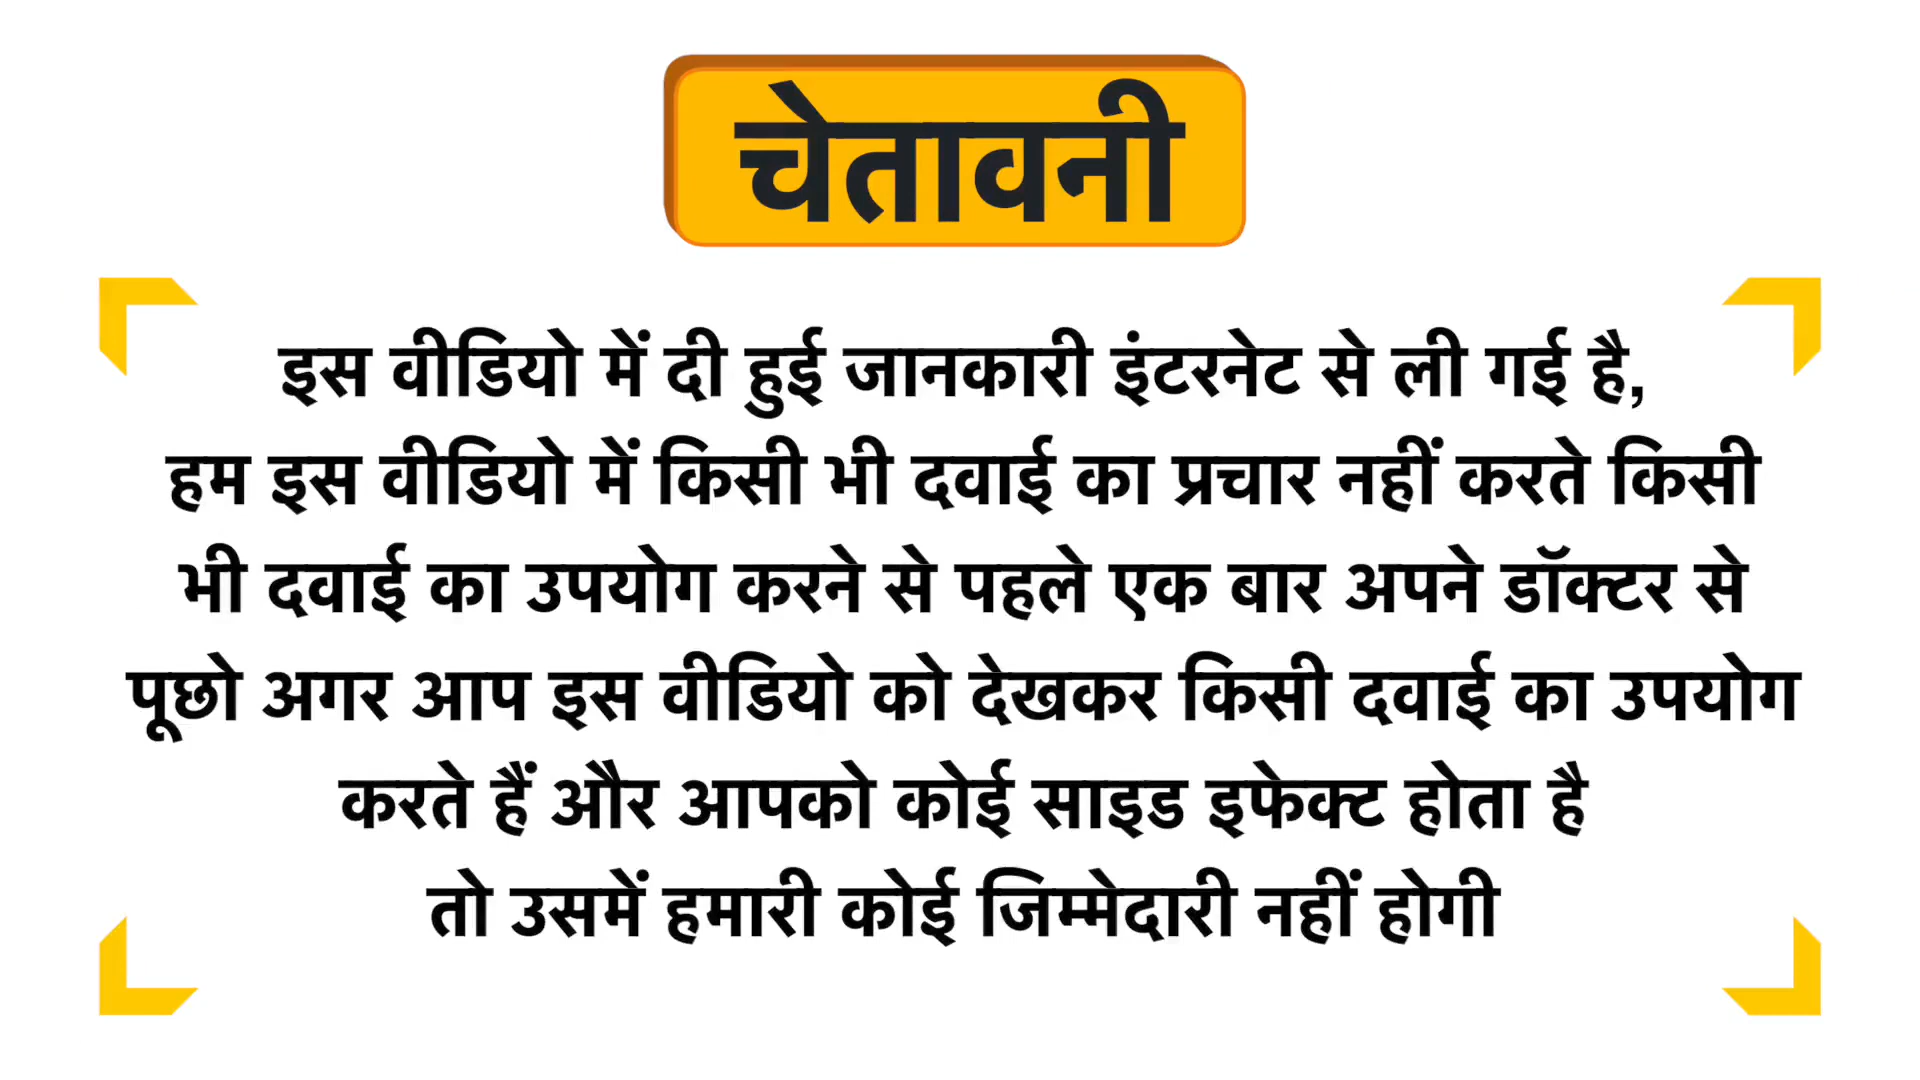 चेतावनी
इस वीडियो में दी हुई जानकारी इंटरनेट से ली गई है,
हम इस वीडियो में किसी भी दवाई का प्रचार नहीं करते किसी
भी दवाई का उपयोग करने से पहले एक बार अपने डॉक्टर से
पूछो अगर आप इस वीडियो को देखकर किसी दवाई का उपयोग
करते हैं और आपको कोई साइड इफेक्ट होता है
तो उसमें हमारी कोई जिम्मेदारी नहीं होगी